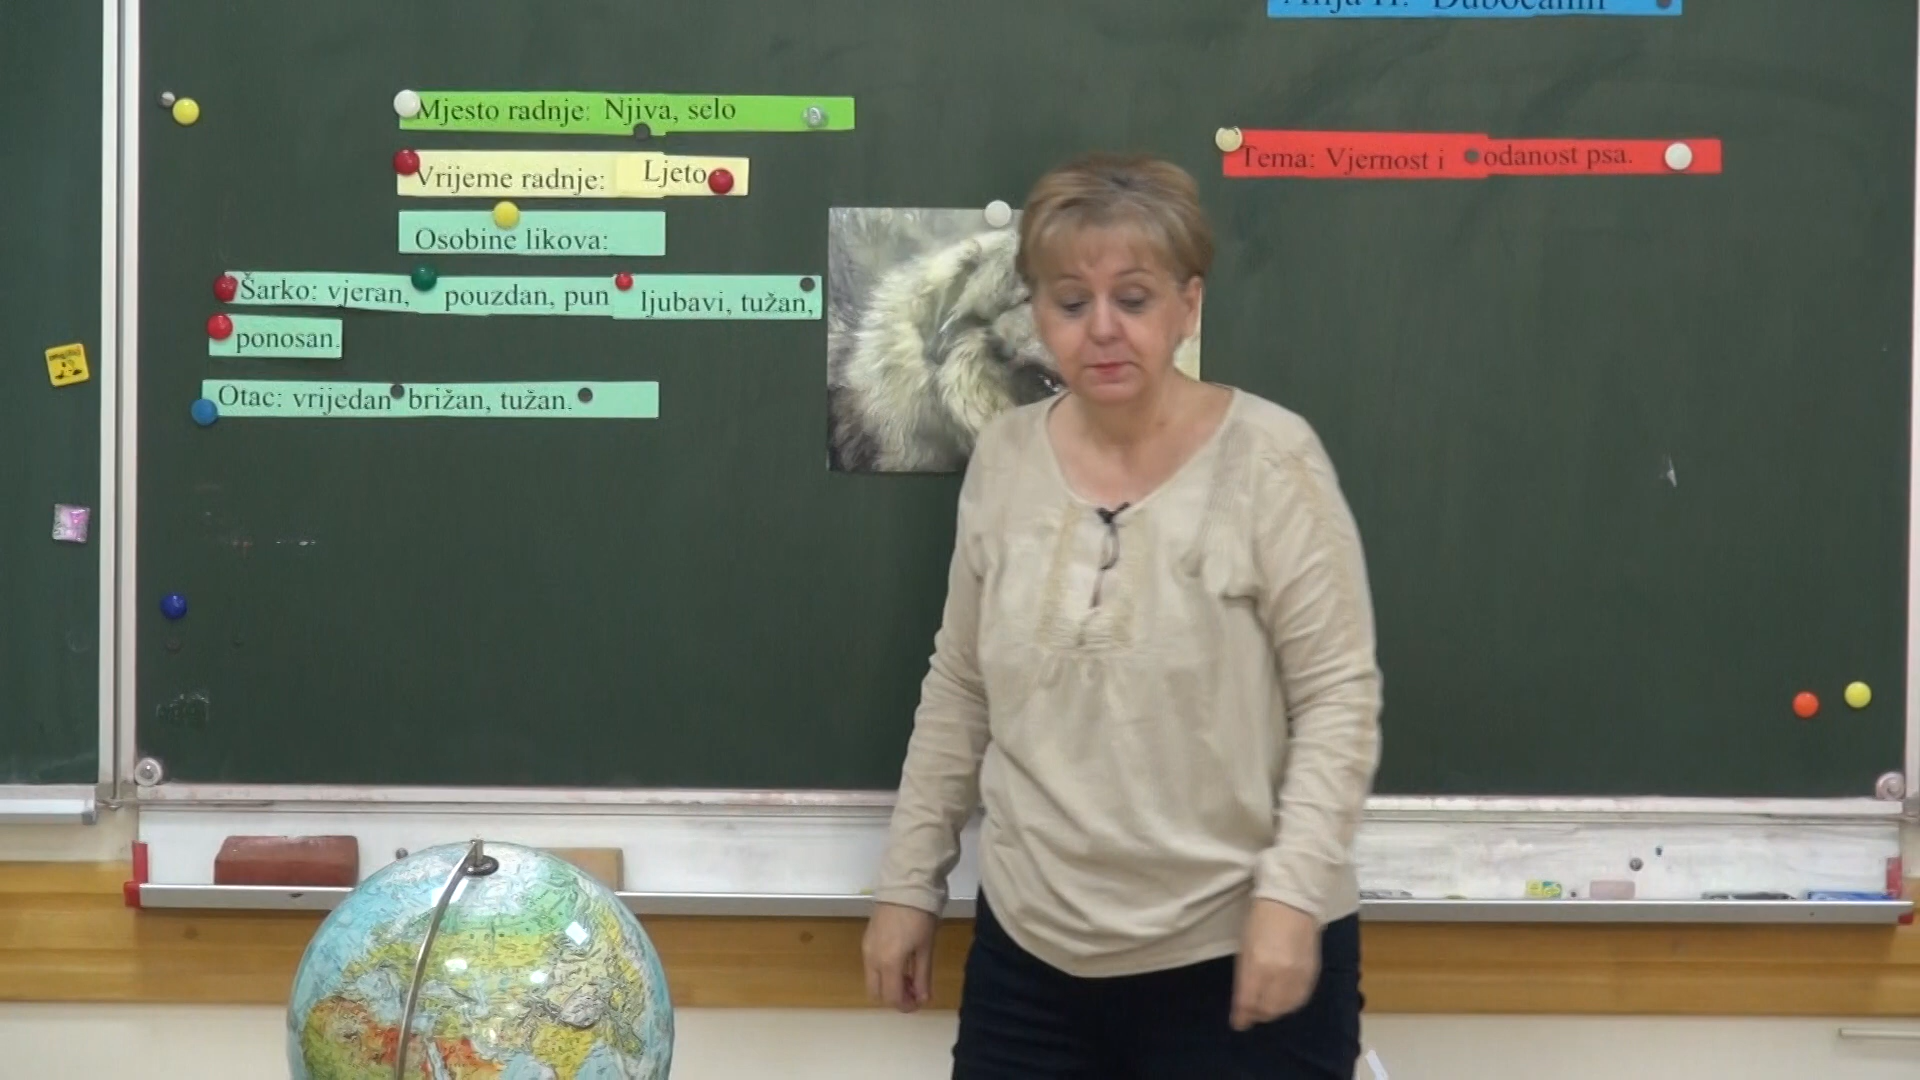 Mjesto radnje: Njiva, selo
Vrijeme radnje: Ljeto
Osobine likova:
Šarko: vjeran, pouzdan, pun ljubavi, tužan,
ponosan.
Otac: vrijedan brižan, tužan.
Tema: Vjernost i odanost psa.